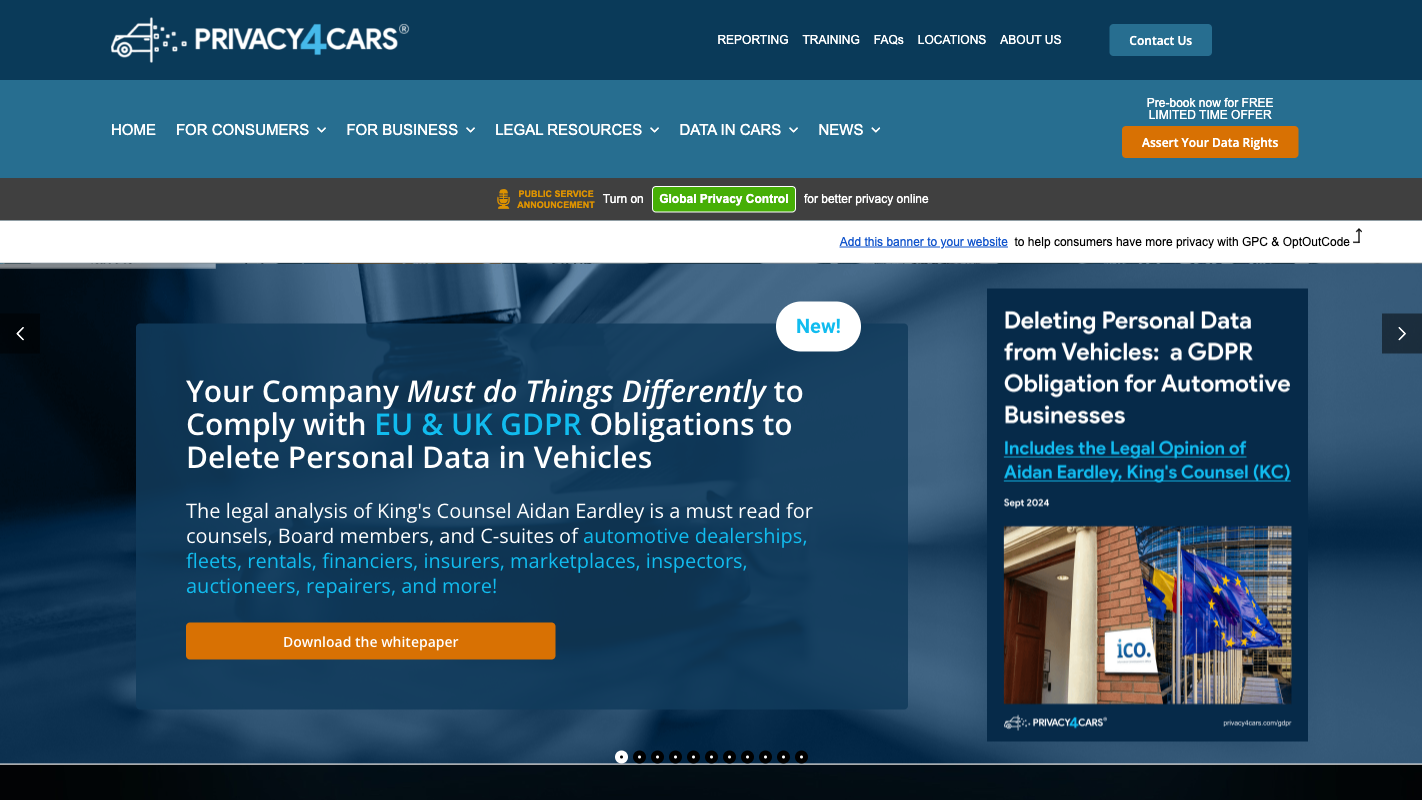 PRIVACY4CARS®
REPORTING TRAINING FAQs LOCATIONS ABOUT US Contact Us
Pre-book now for FREE
LIMITED TIME OFFER
HOME FOR CONSUMERS FOR BUSINESS LEGAL RESOURCES DATA IN CARS NEWS
Assert Your Data Rights
PUBLIC SERVICE
ANNOUNCEMENT
Turn on Global Privacy Control for better privacy online
Add this banner to your website to help consumers have more privacy with GPC & OptOutCode
New!
Your Company Must do Things Differently to
Comply with EU & UK GDPR Obligations to
Delete Personal Data in Vehicles
The legal analysis of King's Counsel Aidan Eardley is a must read for
counsels, Board members, and C-suites of automotive dealerships,
fleets, rentals, financiers, insurers, marketplaces, inspectors,
auctioneers, repairers, and more!
Download the whitepaper
Deleting Personal Data
from Vehicles: a GDPR
Obligation for Automotive
Businesses
Includes the Legal Opinion of
Aidan Eardley, King's Counsel (KC)
Sept 2024
ico.
PRIVACY4CARS®
privacy4cars.com/gdpr